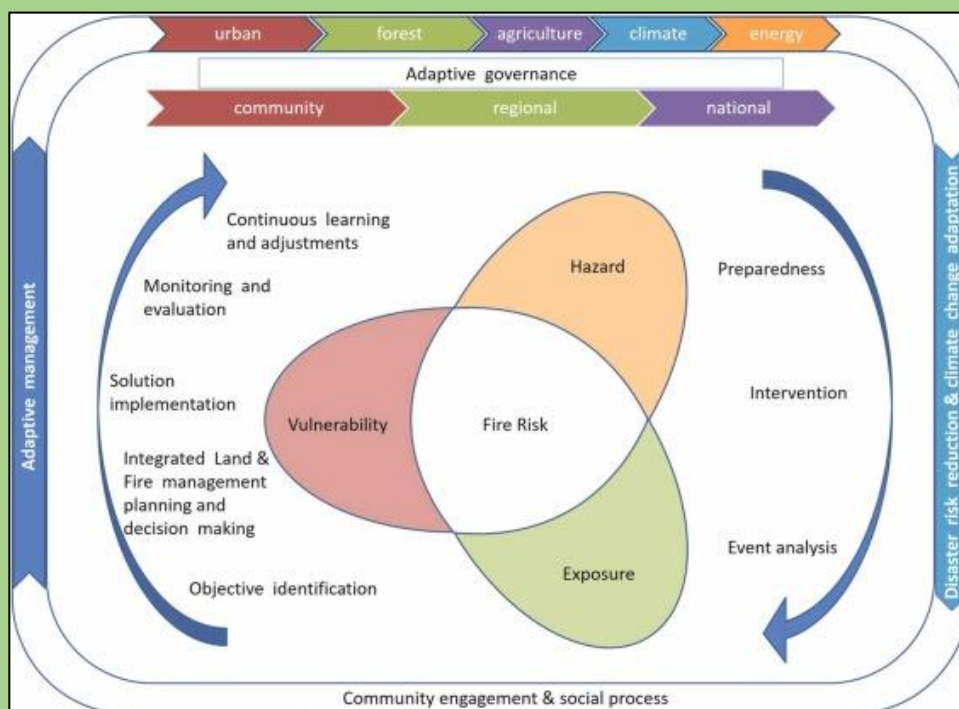 urban forest agriculture climate energy
Adaptive governance
community regional national
Adaptive management
Continuous learning
and adjustments
Monitoring and
evaluation
Solution
implementation
Integrated Land &
Fire management
planning and
decision making
Objective identification
Hazard
Vulnerability
Fire Risk
Exposure
Preparedness
Intervention
Event analysis
Disaster risk reduction & climate change adaptation
Community engagement & social process